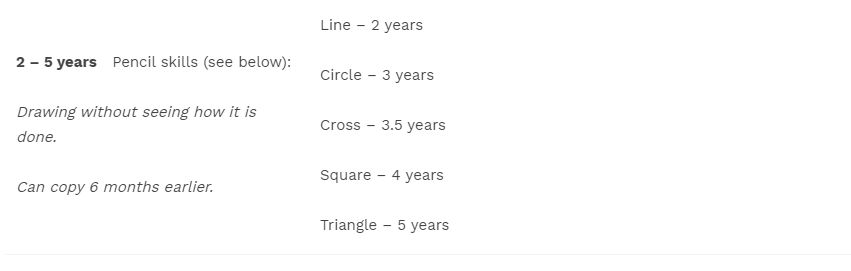 2 – 5 years   Pencil skills (see below):
Drawing without seeing how it is
done.
Can copy 6 months earlier.
Line – 2 years
Circle – 3 years
Cross – 3.5 years
Square – 4 years
Triangle – 5 years